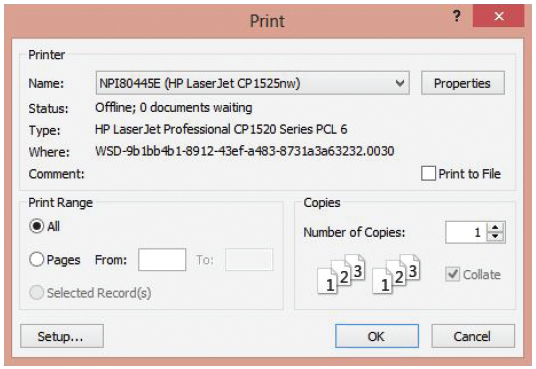 Print
?
Printer
Name: NPI80445E (HP LaserJet CP1525nw) Properties
Status: Offline; 0 documents waiting
Type: HP LaserJet Professional CP1520 Series PCL 6
Where: WSD-9b1bb4b1-8912-43ef-a483-8731a3a63232.0030
Comment: Print to File
Print Range
All
Pages From: To:
Selected Record(s)
Copies
Number of Copies: 1
1 2 3 1 2 3
Collate
Setup... OK Cancel